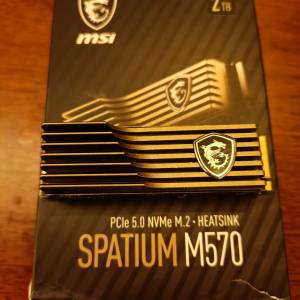 2TB
msi
PCIe 5.0 NVMe M.2 • HEATSINK
SPATIUM M570